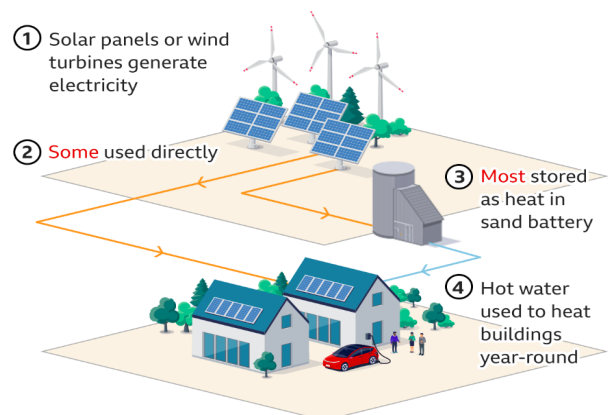 1 Solar panels or wind
turbines generate
electricity
2 Some used directly
3 Most stored
as heat in
sand battery
4 Hot water
used to heat
buildings
year-round